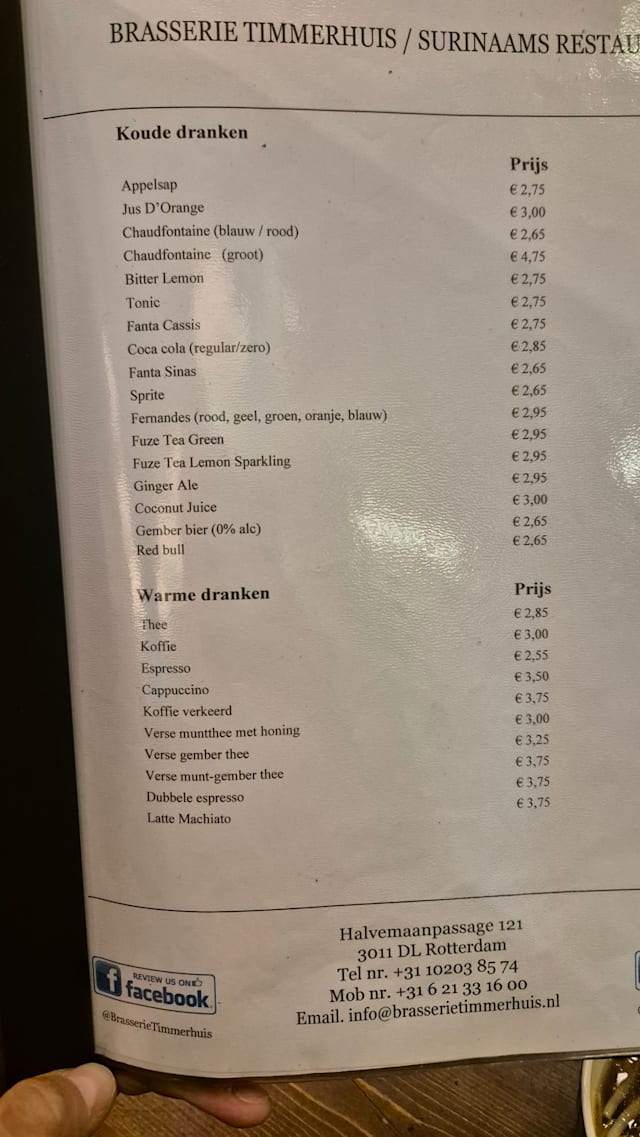 BRASSERIE TIMMERHUIS / SURINAAMS RESTAU
Koude dranken
Prijs
Appelsap € 2,75
Jus D'Orange € 3,00
Chaudfontaine (blauw / rood) € 2,65
Chaudfontaine (groot) € 4,75
Bitter Lemon € 2,75
Tonic € 2,75
Fanta Cassis € 2,75
Coca cola (regular/zero) € 2,85
Fanta Sinas € 2,65
Sprite € 2,65
Fernandes (rood, geel, groen, oranje, blauw) € 2,95
Fuze Tea Green € 2,95
Fuze Tea Lemon Sparkling € 2,95
Ginger Ale € 2,95
Coconut Juice € 3,00
Gember bier (0% alc) € 2,65
Red bull € 2,65
Warme dranken Prijs
Thee € 2,85
Koffie € 3,00
Espresso € 2,55
Cappuccino € 3,50
Koffie verkeerd € 3,75
Verse muntthee met honing € 3,00
Verse gember thee € 3,25
Verse munt-gember thee € 3,75
Dubbele espresso € 3,75
Latte Machiato € 3,75
Halvemaanpassage 121
3011 DL Rotterdam
Tel nr. +31 10203 85 74
Mob nr. +31 6 21 33 16 00
Email. info@brasserietimmerhuis.nl
REVIEW US ON
f facebook
@BrasserieTimmerhuis